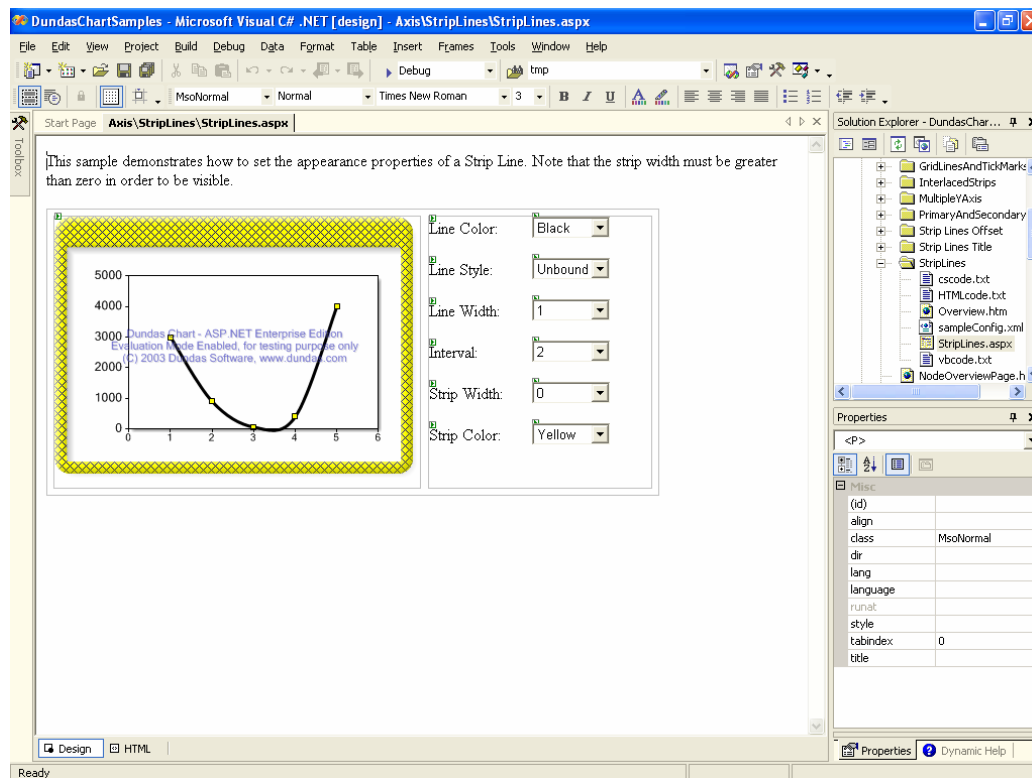 DundasChartSamples - Microsoft Visual C# .NET [design] - Axis\StripLines\StripLines.aspx
File Edit View Project Build Debug Data Format Table Insert Frames Tools Window Help
Debug tmp
MsoNormal Normal Times New Roman 3 B I U
Toolbox
Start Page Axis\StripLines\StripLines.aspx
This sample demonstrates how to set the appearance properties of a Strip Line. Note that the strip width must be greater
than zero in order to be visible.
5000
4000
3000
2000
1000
0
0 1 2 3 4 5 6
Dundas Chart - ASP.NET Enterprise Edition
Evaluation Mode Enabled, for testing purpose only
(C) 2003 Dundas Software, www.dundas.com
Line Color: Black
Line Style: Unbound
Line Width: 1
Interval: 2
Strip Width: 0
Strip Color: Yellow
Design HTML
Ready
Solution Explorer - DundasChar...
GridLinesAndTickMarks
InterlacedStrips
MultipleYAxis
PrimaryAndSecondary
Strip Lines Offset
Strip Lines Title
StripLines
cscode.txt
HTMLcode.txt
Overview.htm
sampleConfig.xml
StripLines.aspx
vbcode.txt
NodeOverviewPage.h
Properties
<P>
Misc
(id)
align
class MsoNormal
dir
lang
language
runat
style
tabindex 0
title
Properties Dynamic Help